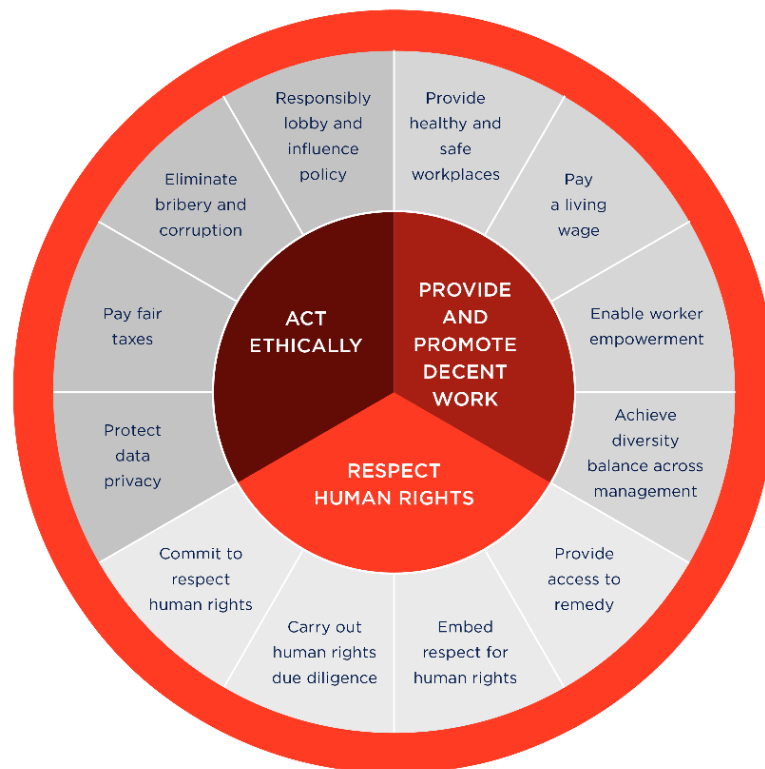 Responsibly
lobby and
influence
policy
Provide
healthy and
safe
workplaces
Pay
a living
wage
Enable worker
empowerment
Achieve
diversity
balance across
management
Provide
access to
remedy
Embed
respect for
human rights
Carry out
human rights
due diligence
Commit to
respect
human rights
Protect
data
privacy
Pay fair
taxes
Eliminate
bribery and
corruption
ACT
ETHICALLY
PROVIDE
AND
PROMOTE
DECENT
WORK
RESPECT
HUMAN RIGHTS